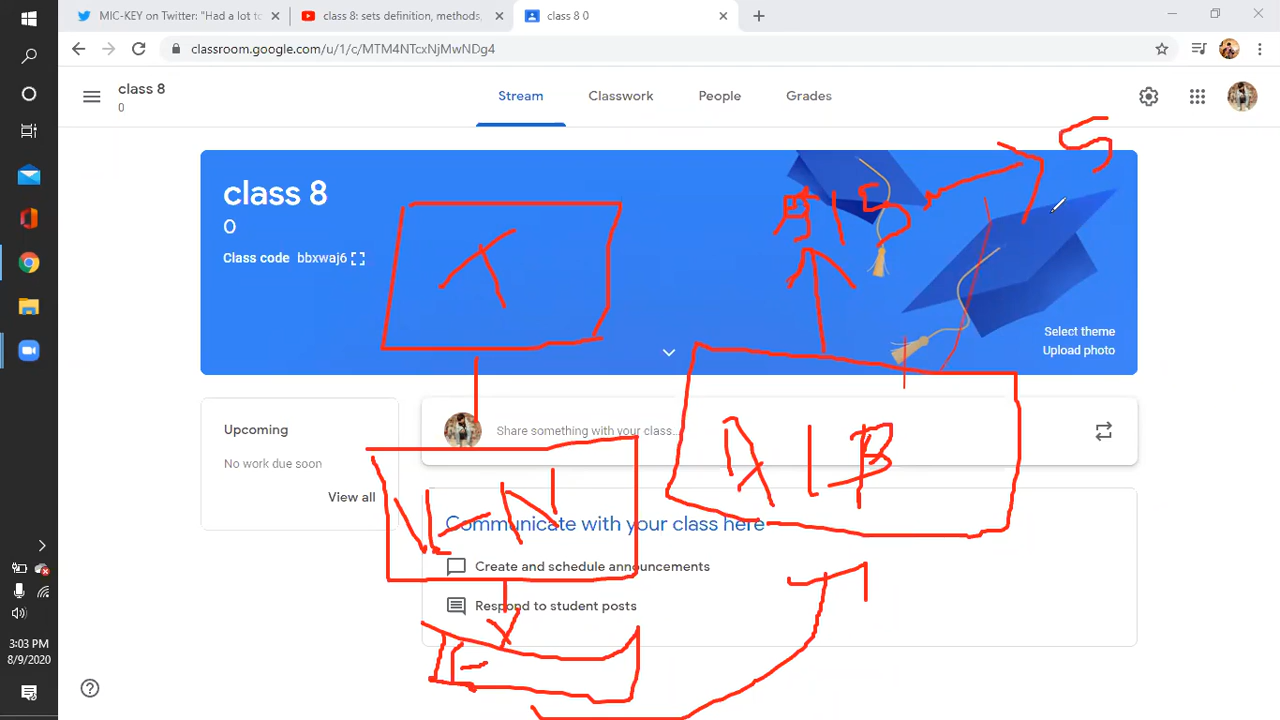 MIC-KEY on Twitter: "Had a lot to
class 8: sets definition, methods,
class 8 0
classroom.google.com/u/1/c/MTM4NTcxNjMwNDg4
class 8
0
Stream
Classwork
People
Grades
5
class 8
0
Class code bbxwaj6
Select theme
Upload photo
Upcoming
No work due soon
View all
Share something with your class...
Communicate with your class here
Create and schedule announcements
Respond to student posts
3:03 PM
8/9/2020